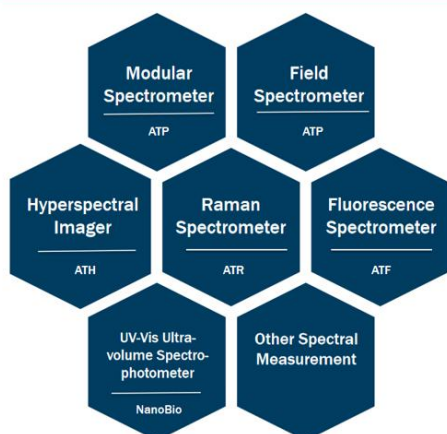 Modular
Spectrometer
ATP
Field
Spectrometer
ATP
Hyperspectral
Imager
ATH
Raman
Spectrometer
ATR
Fluorescence
Spectrometer
ATF
UV-Vis Ultra-
volume Spectro-
photometer
NanoBio
Other Spectral
Measurement